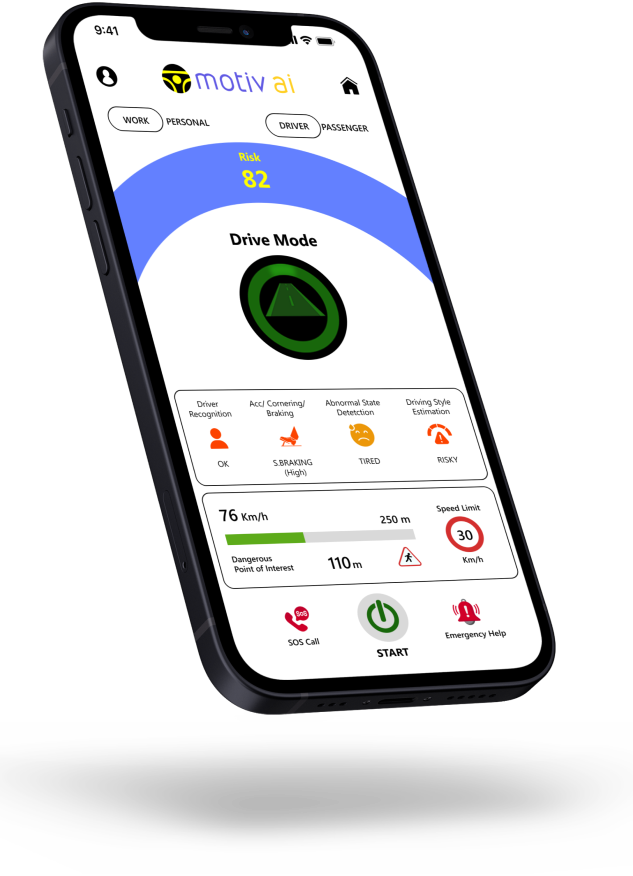 9:41
motiv ai
WORK PERSONAL DRIVER PASSENGER
Risk
82
Drive Mode
Driver
Recognition
OK
Acc/ Cornering/
Braking
S.BRAKING
(High)
Abnormal State
Detetction
TIRED
Driving Style
Estimation
RISKY
76 Km/h
250 m
Dangerous
Point of Interest
110 m
Speed Limit
30
Km/h
SOS
SOS Call
START
Emergency Help